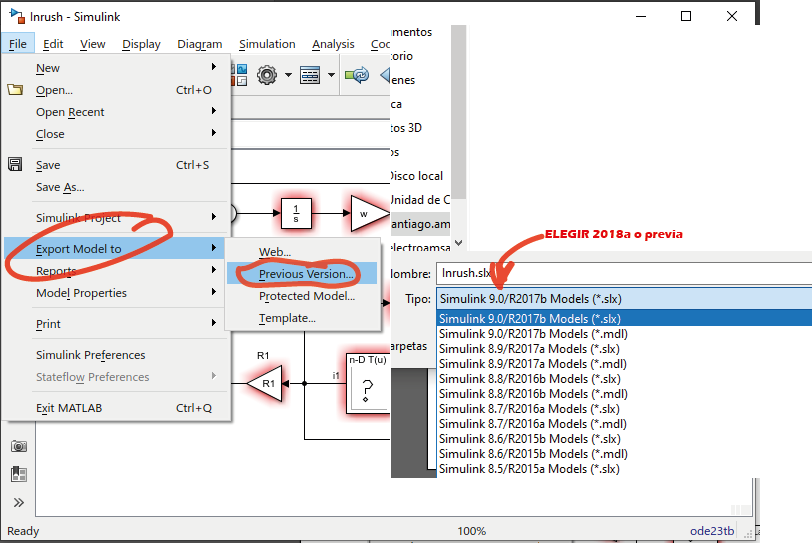 Inrush - Simulink
File Edit View Display Diagram Simulation Analysis Coo
New
Open... Ctrl+O
Open Recent
Close
Save Ctrl+S
Save As...
Simulink Project
Export Model to
Reports
Model Properties
Print
Simulink Preferences
Stateflow Preferences
Exit MATLAB Ctrl+Q
Web...
Previous Version...
Protected Model...
Template...
1
s
w
R1
R1
i1
n-D T(u)
?
umentos
torio
enes
ca
tos 3D
os
Disco local
Unidad de C
antiago.am
electroamsa
ELEGIR 2018a o previa
Nombre: Inrush.slx
Tipo: Simulink 9.0/R2017b Models (*.slx)
Simulink 9.0/R2017b Models (*.slx)
Simulink 9.0/R2017b Models (*.mdl)
Simulink 8.9/R2017a Models (*.slx)
Simulink 8.9/R2017a Models (*.mdl)
Simulink 8.8/R2016b Models (*.slx)
Simulink 8.8/R2016b Models (*.mdl)
Simulink 8.7/R2016a Models (*.slx)
Simulink 8.7/R2016a Models (*.mdl)
Simulink 8.6/R2015b Models (*.slx)
Simulink 8.6/R2015b Models (*.mdl)
Simulink 8.5/R2015a Models (*.slx)
arpetas
Ready 100% ode23tb